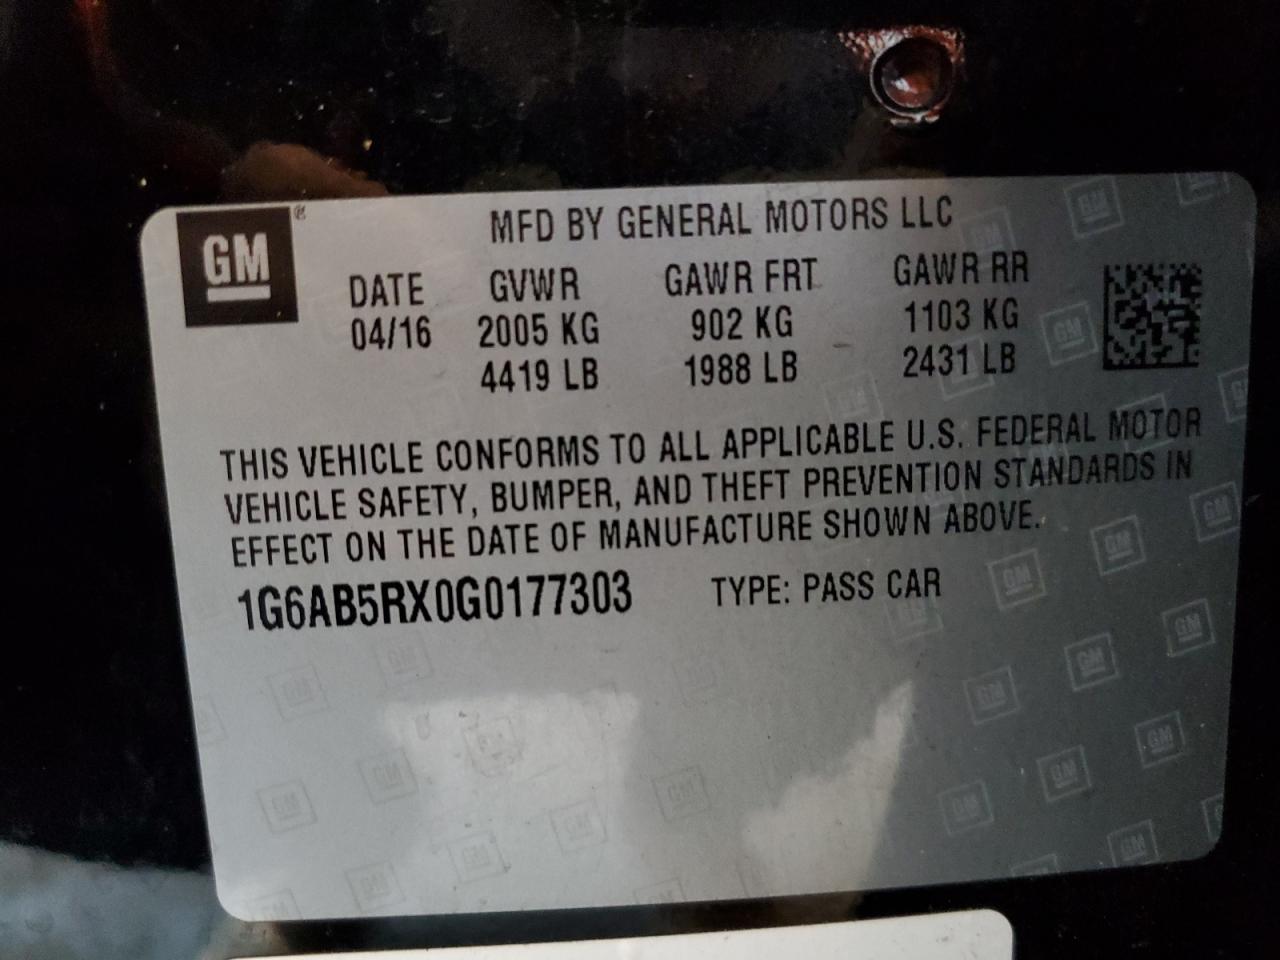 GM®
MFD BY GENERAL MOTORS LLC
DATE GVWR GAWR FRT GAWR RR
04/16 2005 KG 902 KG 1103 KG
4419 LB 1988 LB 2431 LB
THIS VEHICLE CONFORMS TO ALL APPLICABLE U.S. FEDERAL MOTOR
VEHICLE SAFETY, BUMPER, AND THEFT PREVENTION STANDARDS IN
EFFECT ON THE DATE OF MANUFACTURE SHOWN ABOVE.
1G6AB5RX0G0177303 TYPE: PASS CAR